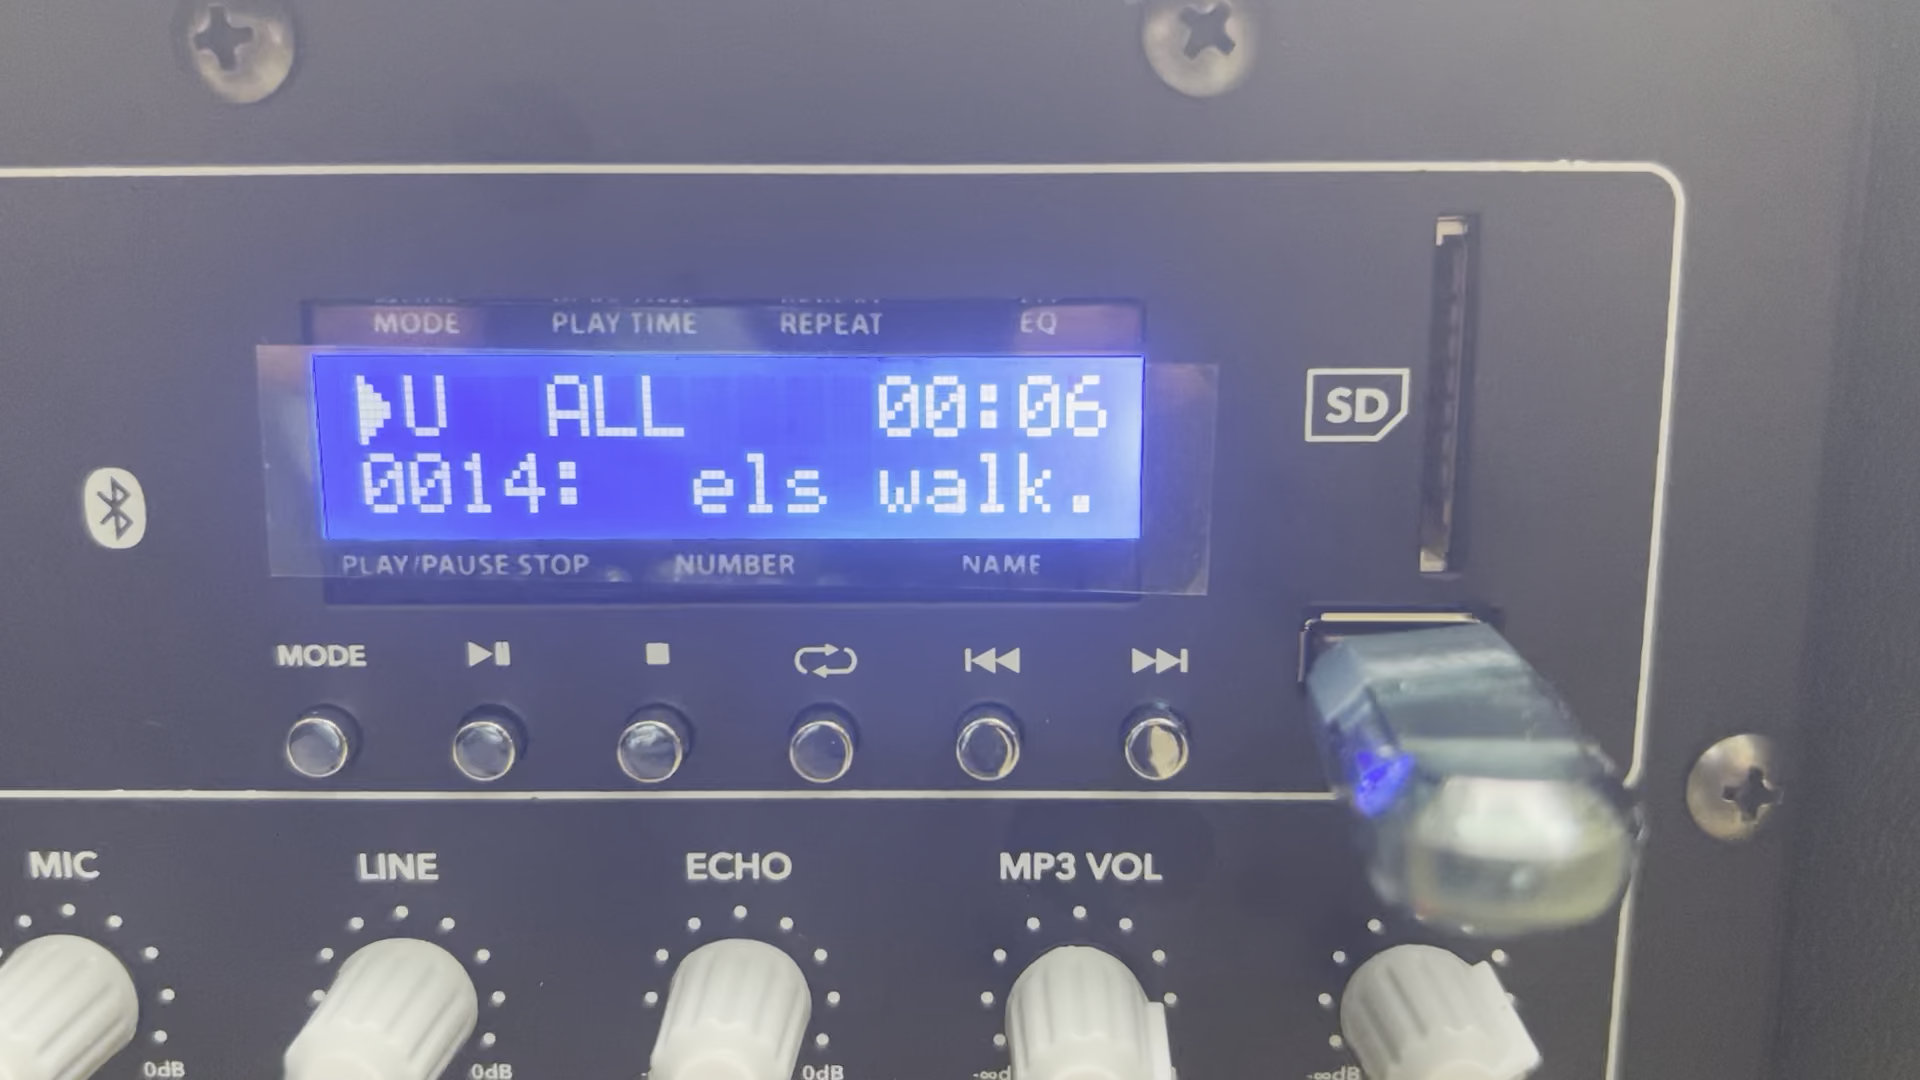 MODE PLAY TIME REPEAT EQ
U ALL 00:06
0014: els walk.
PLAY/PAUSE STOP NUMBER NAME
SD
MODE
MIC LINE ECHO MP3 VOL
0dB 0dB 0dB -∞dB